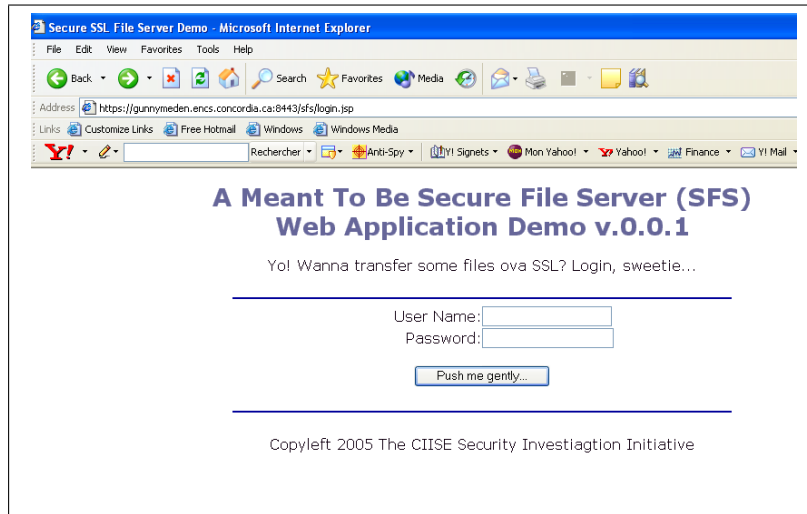 Secure SSL File Server Demo - Microsoft Internet Explorer
File Edit View Favorites Tools Help
Back Search Favorites Media
Address https://gunnymeden.encs.concordia.ca:8443/sfs/login.jsp
Links Customize Links Free Hotmail Windows Windows Media
Y! Rechercher Anti-Spy Y! Signets Mon Yahoo! Yahoo! Finance Y! Mail
A Meant To Be Secure File Server (SFS)
Web Application Demo v.0.0.1
Yo! Wanna transfer some files ova SSL? Login, sweetie...
User Name:
Password:
Push me gently...
Copyleft 2005 The CIISE Security Investiagtion Initiative